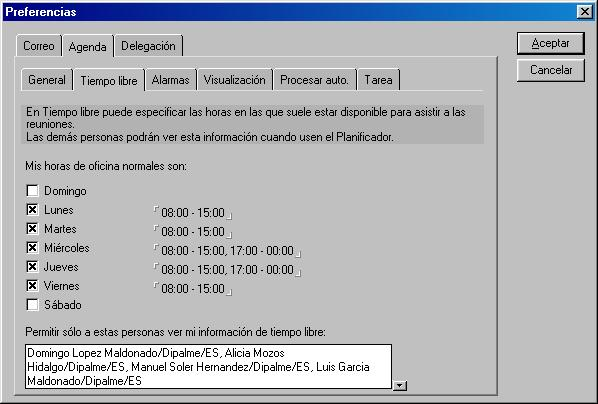 Preferencias
Correo Agenda Delegación
Aceptar
General Tiempo libre Alarmas Visualización Procesar auto. Tarea
Cancelar
En Tiempo libre puede especificar las horas en las que suele estar disponible para asistir a las
reuniones.
Las demás personas podrán ver esta información cuando usen el Planificador.
Mis horas de oficina normales son:
Domingo
Lunes 08:00 - 15:00
Martes 08:00 - 15:00
Miércoles 08:00 - 15:00, 17:00 - 00:00
Jueves 08:00 - 15:00, 17:00 - 00:00
Viernes 08:00 - 15:00
Sábado
Permitir sólo a estas personas ver mi información de tiempo libre:
Domingo Lopez Maldonado/Dipalme/ES, Alicia Mozos
Hidalgo/Dipalme/ES, Manuel Soler Hernandez/Dipalme/ES, Luis Garcia
Maldonado/Dipalme/ES